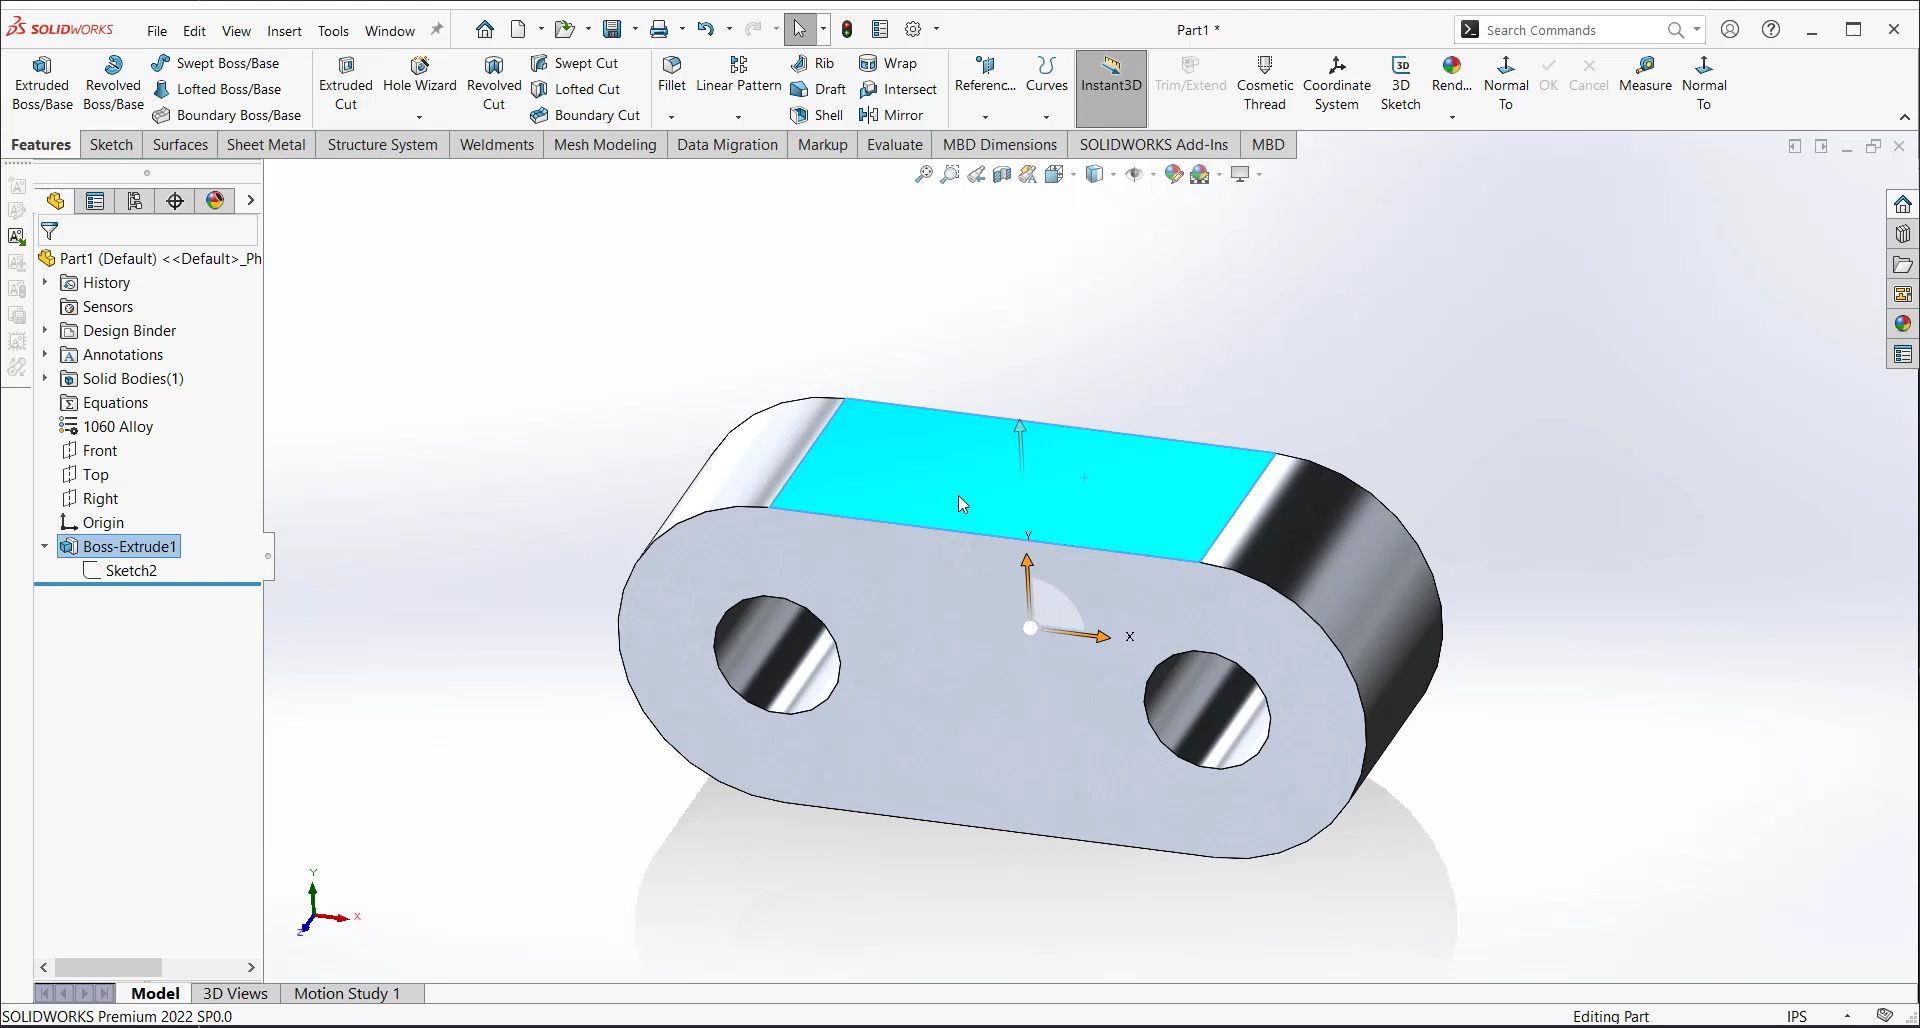 SOLIDWORKS File Edit View Insert Tools Window Part1 * Search Commands
Extruded Boss/Base
Revolved Boss/Base
Swept Boss/Base
Lofted Boss/Base
Boundary Boss/Base
Extruded Cut
Hole Wizard
Revolved Cut
Swept Cut
Lofted Cut
Boundary Cut
Fillet
Linear Pattern
Rib
Draft
Shell
Wrap
Intersect
Mirror
Referenc...
Curves
Instant3D
Trim/Extend
Cosmetic Thread
Coordinate System
3D
3D Sketch
Rend...
Normal To
OK
Cancel
Measure
Normal To
Features Sketch Surfaces Sheet Metal Structure System Weldments Mesh Modeling Data Migration Markup Evaluate MBD Dimensions SOLIDWORKS Add-Ins MBD
Part1 (Default) <<Default>_Ph
History
Sensors
Design Binder
Annotations
Solid Bodies(1)
Equations
1060 Alloy
Front
Top
Right
Origin
Boss-Extrude1
Sketch2
Y
X
Y
X
Z
Model 3D Views Motion Study 1
SOLIDWORKS Premium 2022 SP0.0 Editing Part IPS